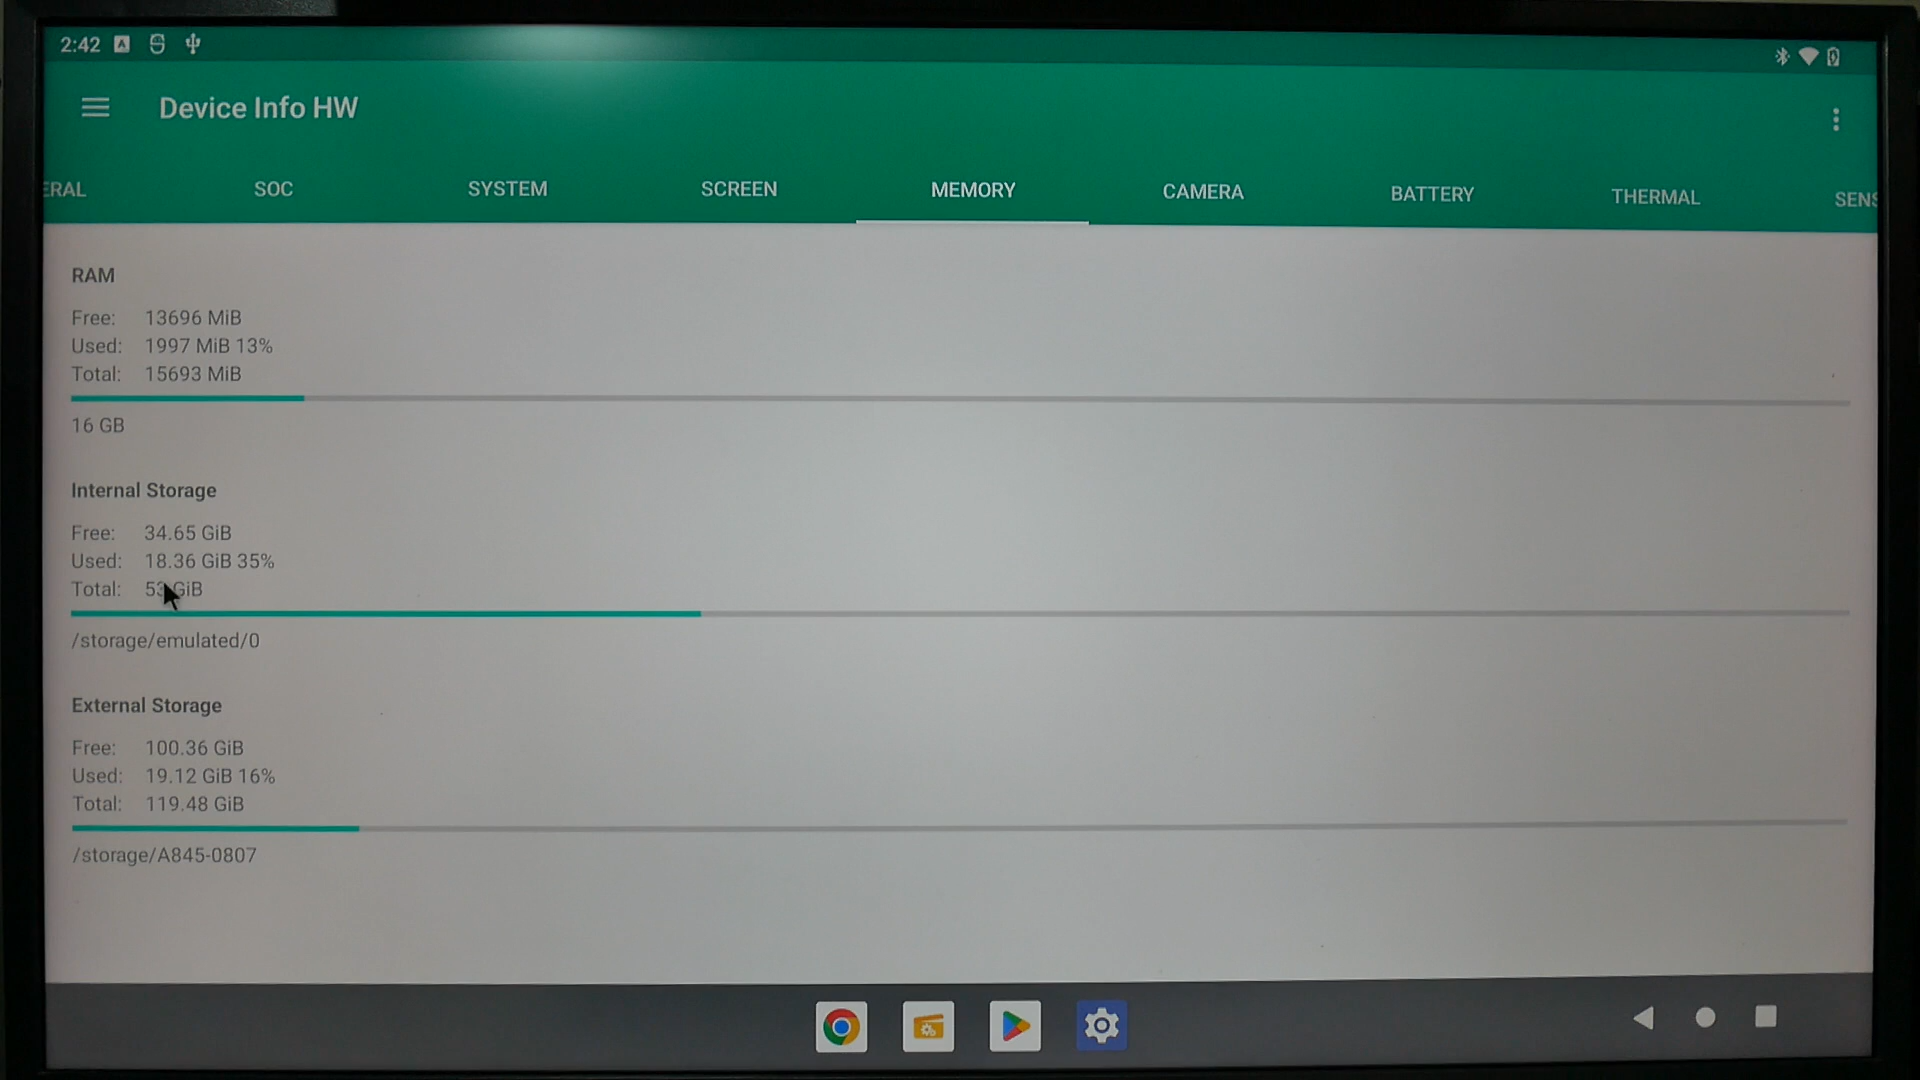 2:42
Device Info HW
ERAL SOC SYSTEM SCREEN MEMORY CAMERA BATTERY THERMAL SENS
RAM
Free: 13696 MiB
Used: 1997 MiB 13%
Total: 15693 MiB
16 GB
Internal Storage
Free: 34.65 GiB
Used: 18.36 GiB 35%
Total: 53 GiB
/storage/emulated/0
External Storage
Free: 100.36 GiB
Used: 19.12 GiB 16%
Total: 119.48 GiB
/storage/A845-0807